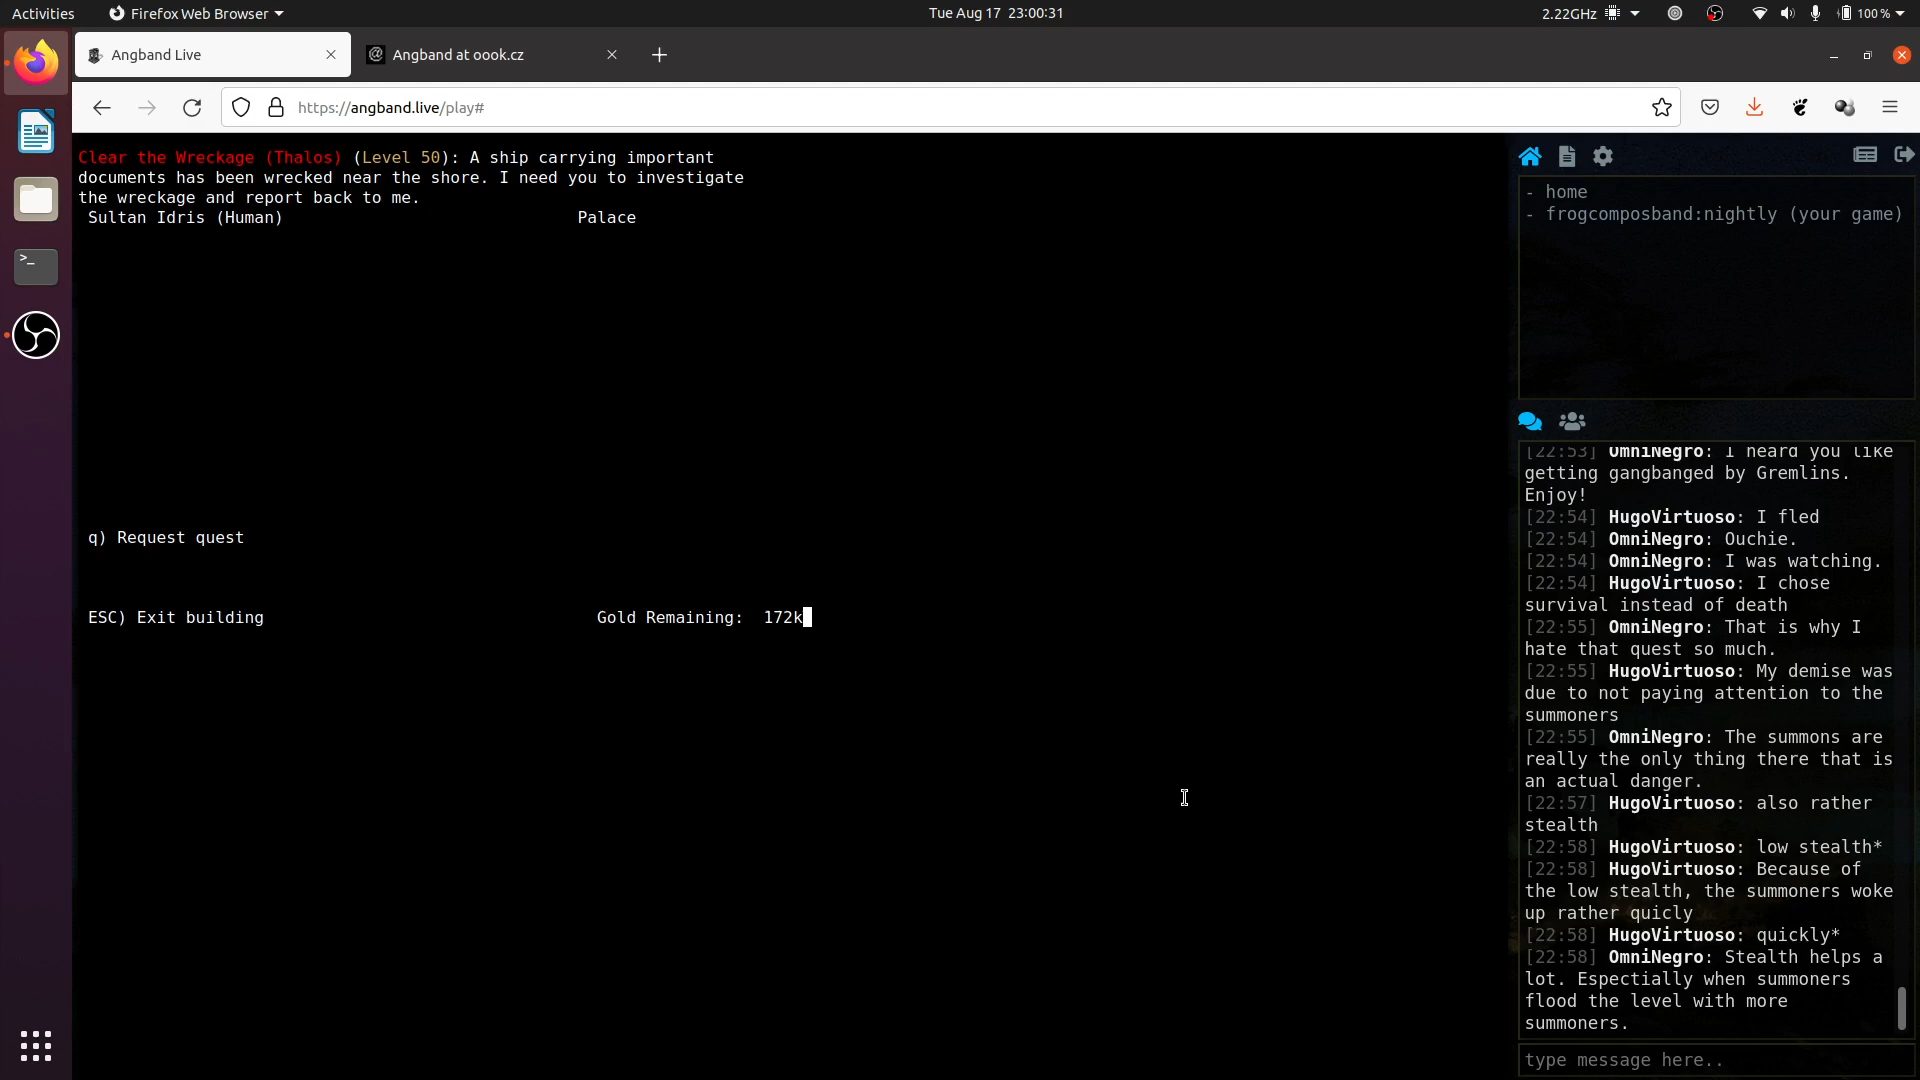 Activities
Firefox Web Browser
Tue Aug 17 23:00:31
2.22GHz
100 %
Angband Live
Angband at oook.cz
https://angband.live/play#
Clear the Wreckage (Thalos) (Level 50): A ship carrying important
documents has been wrecked near the shore. I need you to investigate
the wreckage and report back to me.
Sultan Idris (Human) Palace
q) Request quest
ESC) Exit building Gold Remaining: 172k
- home
- frogcomposband:nightly (your game)
[22:53] OmniNegro: I heard you like
getting gangbanged by Gremlins.
Enjoy!
[22:54] HugoVirtuoso: I fled
[22:54] OmniNegro: Ouchie.
[22:54] OmniNegro: I was watching.
[22:54] HugoVirtuoso: I chose
survival instead of death
[22:55] OmniNegro: That is why I
hate that quest so much.
[22:55] HugoVirtuoso: My demise was
due to not paying attention to the
summoners
[22:55] OmniNegro: The summons are
really the only thing there that is
an actual danger.
[22:57] HugoVirtuoso: also rather
stealth
[22:58] HugoVirtuoso: low stealth*
[22:58] HugoVirtuoso: Because of
the low stealth, the summoners woke
up rather quicly
[22:58] HugoVirtuoso: quickly*
[22:58] OmniNegro: Stealth helps a
lot. Espectially when summoners
flood the level with more
summoners.
type message here..